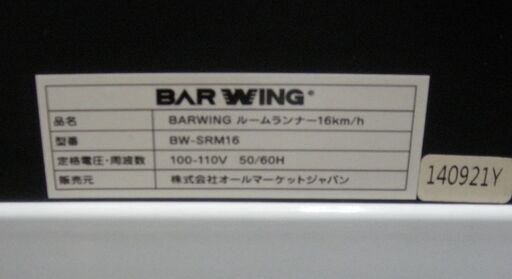 BARWING®
品名 BARWING ルームランナー16km/h
型番 BW-SRM16
定格電圧・周波数 100-110V 50/60H
販売元 株式会社オールマーケットジャパン
140921Y